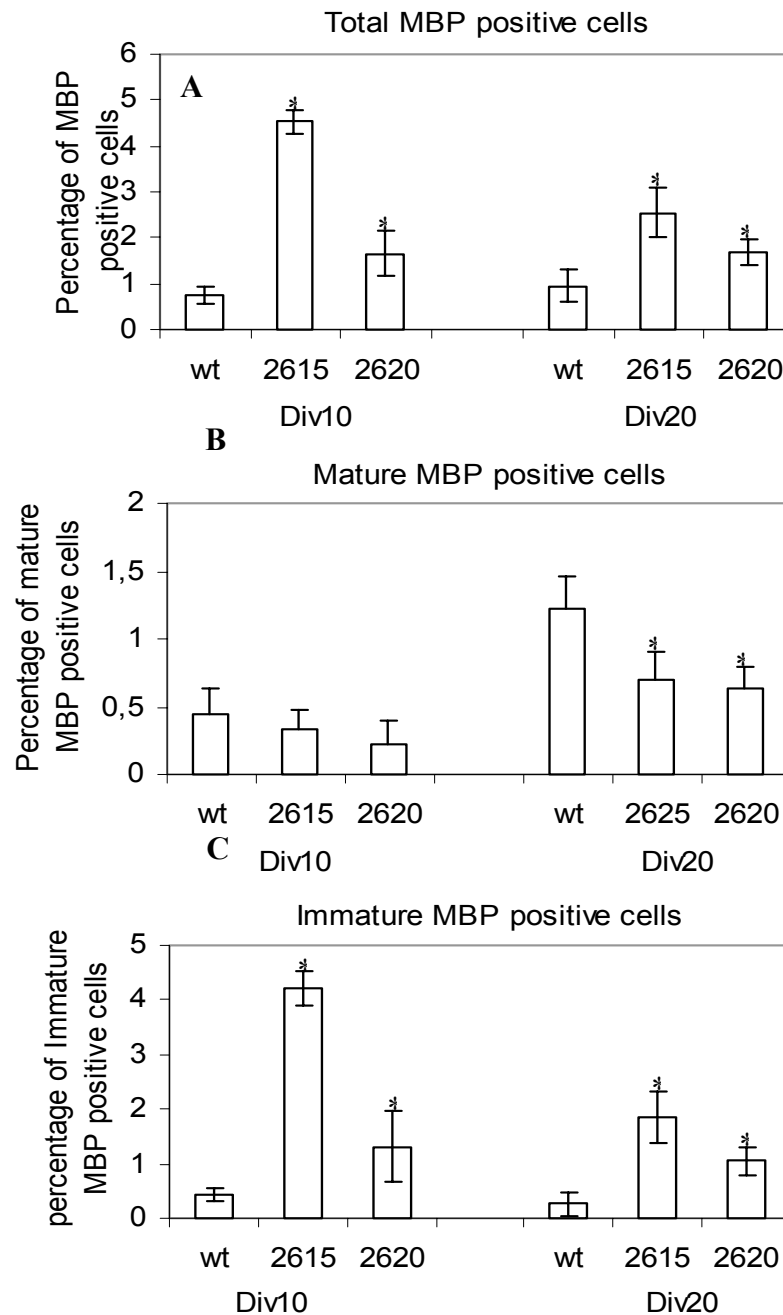 Total MBP positive cells
A
Percentage of MBP
positive cells
6
5
4
3
2
1
0
* * * *
wt 2615 2620 wt 2615 2620
Div10 Div20
B
Mature MBP positive cells
Percentage of mature
MBP positive cells
2
1,5
1
0,5
0
* *
wt 2615 2620 wt 2625 2620
C
Div10 Div20
Immature MBP positive cells
percentage of Immature
MBP positive cells
5
4
3
2
1
0
* * * *
wt 2615 2620 wt 2615 2620
Div10 Div20